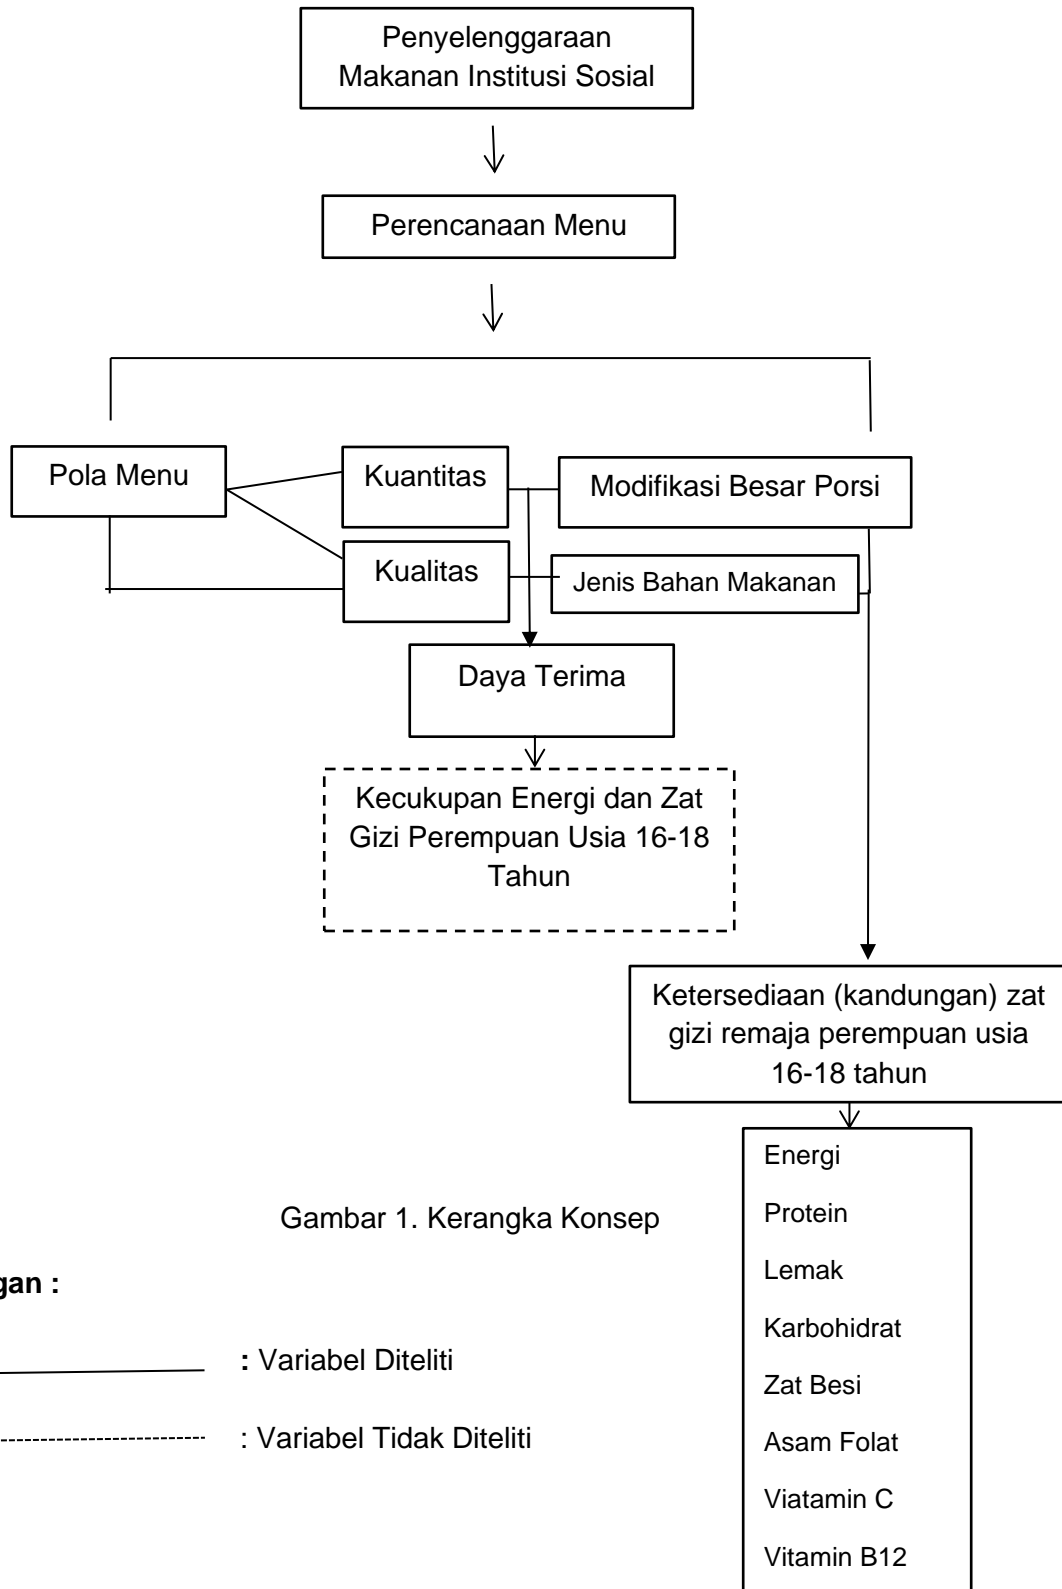 Penyelenggaraan
Makanan Institusi Sosial
Perencanaan Menu
Pola Menu
Kuantitas
Modifikasi Besar Porsi
Kualitas
Jenis Bahan Makanan
Daya Terima
Kecukupan Energi dan Zat
Gizi Perempuan Usia 16-18
Tahun
Ketersediaan (kandungan) zat
gizi remaja perempuan usia
16-18 tahun
Energi
Protein
Lemak
Karbohidrat
Zat Besi
Asam Folat
Viatamin C
Vitamin B12
Gambar 1. Kerangka Konsep
gan :
: Variabel Diteliti
: Variabel Tidak Diteliti